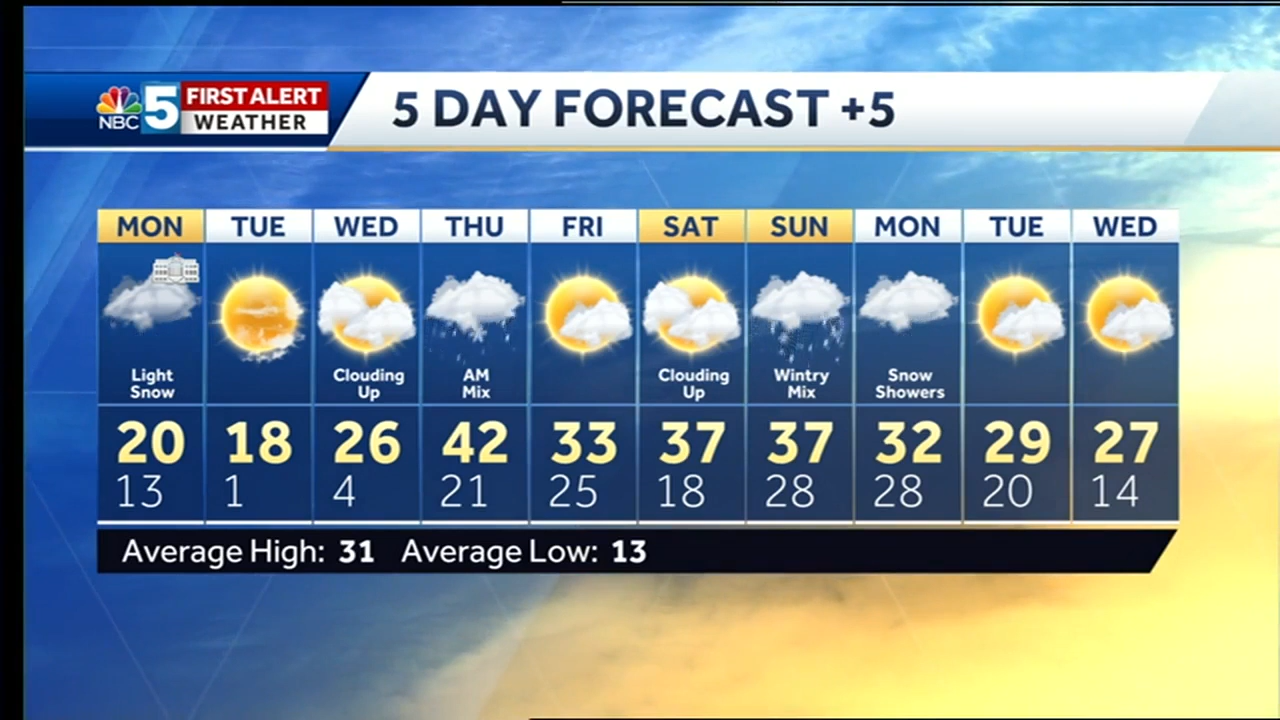 NBC 5 FIRST ALERT WEATHER
5 DAY FORECAST +5
MON TUE WED THU FRI SAT SUN MON TUE WED
Light Snow
Clouding Up
AM Mix
Clouding Up
Wintry Mix
Snow Showers
20 18 26 42 33 37 37 32 29 27
13 1 4 21 25 18 28 28 20 14
Average High: 31 Average Low: 13